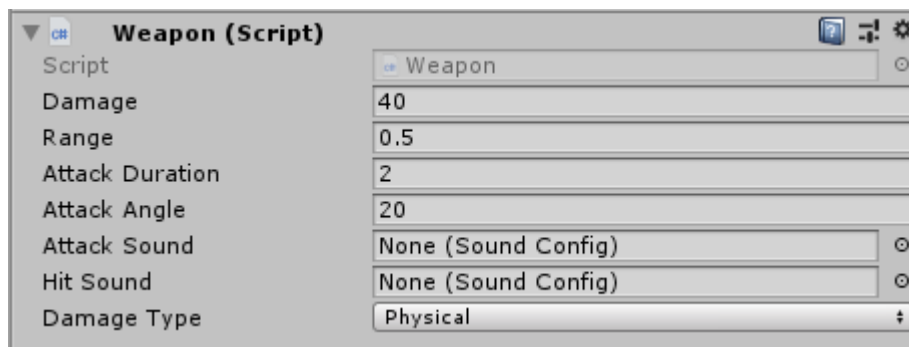 Weapon (Script)
Script Weapon
Damage 40
Range 0.5
Attack Duration 2
Attack Angle 20
Attack Sound None (Sound Config)
Hit Sound None (Sound Config)
Damage Type Physical